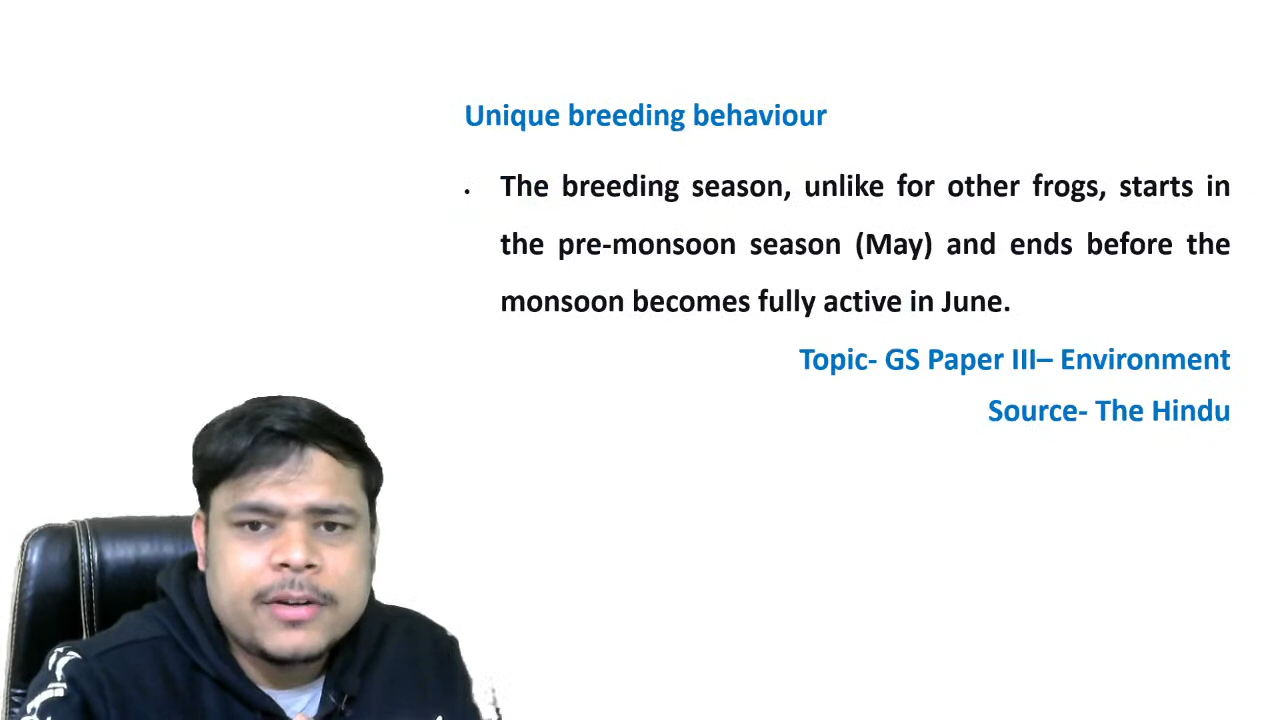 Unique breeding behaviour
• The breeding season, unlike for other frogs, starts in
the pre-monsoon season (May) and ends before the
monsoon becomes fully active in June.
Topic- GS Paper III– Environment
Source- The Hindu